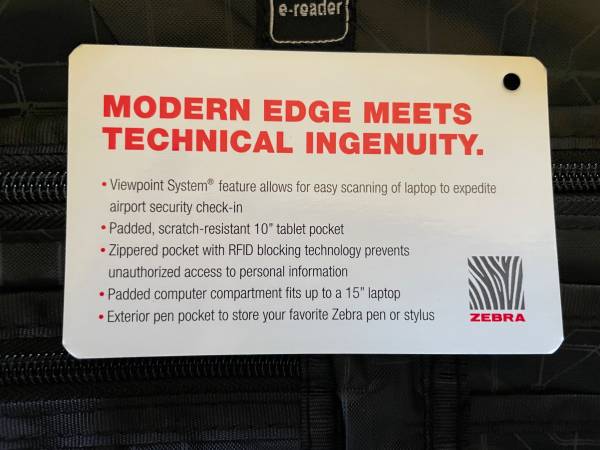 e-reader
MODERN EDGE MEETS
TECHNICAL INGENUITY.
• Viewpoint System® feature allows for easy scanning of laptop to expedite
airport security check-in
• Padded, scratch-resistant 10” tablet pocket
• Zippered pocket with RFID blocking technology prevents
unauthorized access to personal information
• Padded computer compartment fits up to a 15” laptop
• Exterior pen pocket to store your favorite Zebra pen or stylus
ZEBRA